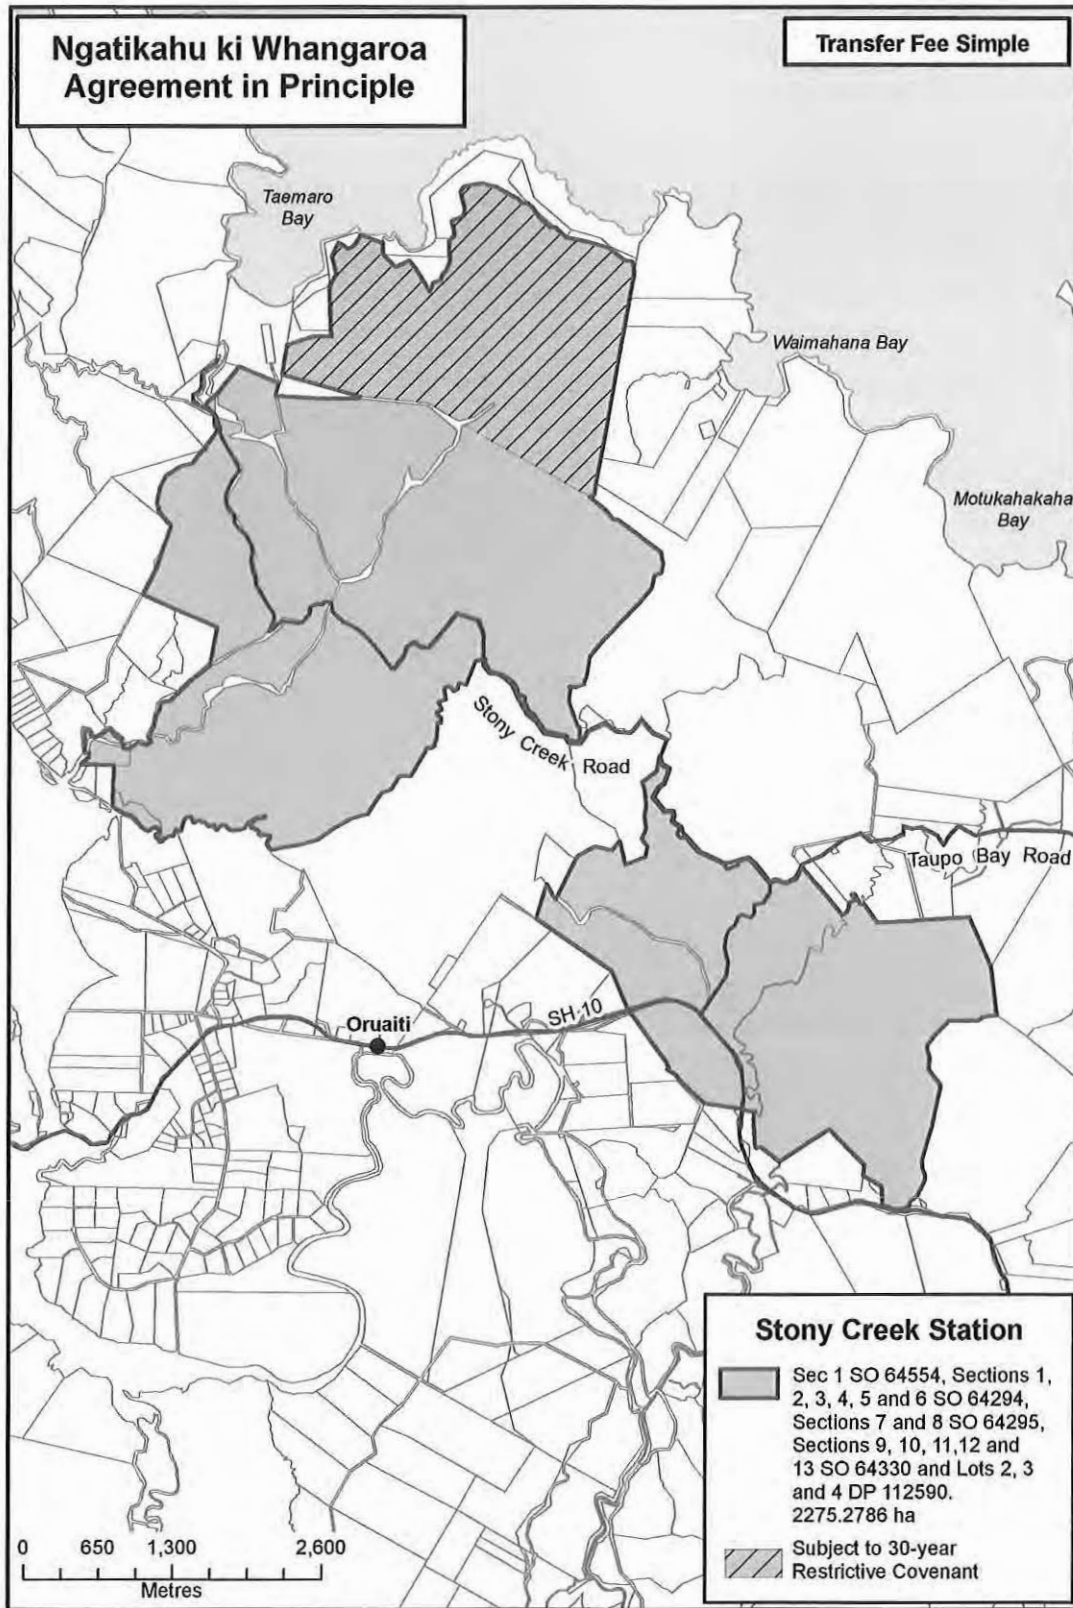 Ngatikahu ki Whangaroa
Agreement in Principle
Transfer Fee Simple
Taemaro
Bay
Waimahana Bay
Motukahakaha
Bay
Stony Creek Road
Taupo Bay Road
SH 10
Oruaiti
Stony Creek Station
Sec 1 SO 64554, Sections 1,
2, 3, 4, 5 and 6 SO 64294,
Sections 7 and 8 SO 64295,
Sections 9, 10, 11,12 and
13 SO 64330 and Lots 2, 3
and 4 DP 112590.
2275.2786 ha
Subject to 30-year
Restrictive Covenant
0 650 1,300 2,600
Metres